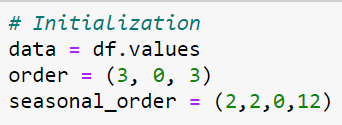 # Initialization
data = df.values
order = (3, 0, 3)
seasonal_order = (2,2,0,12)